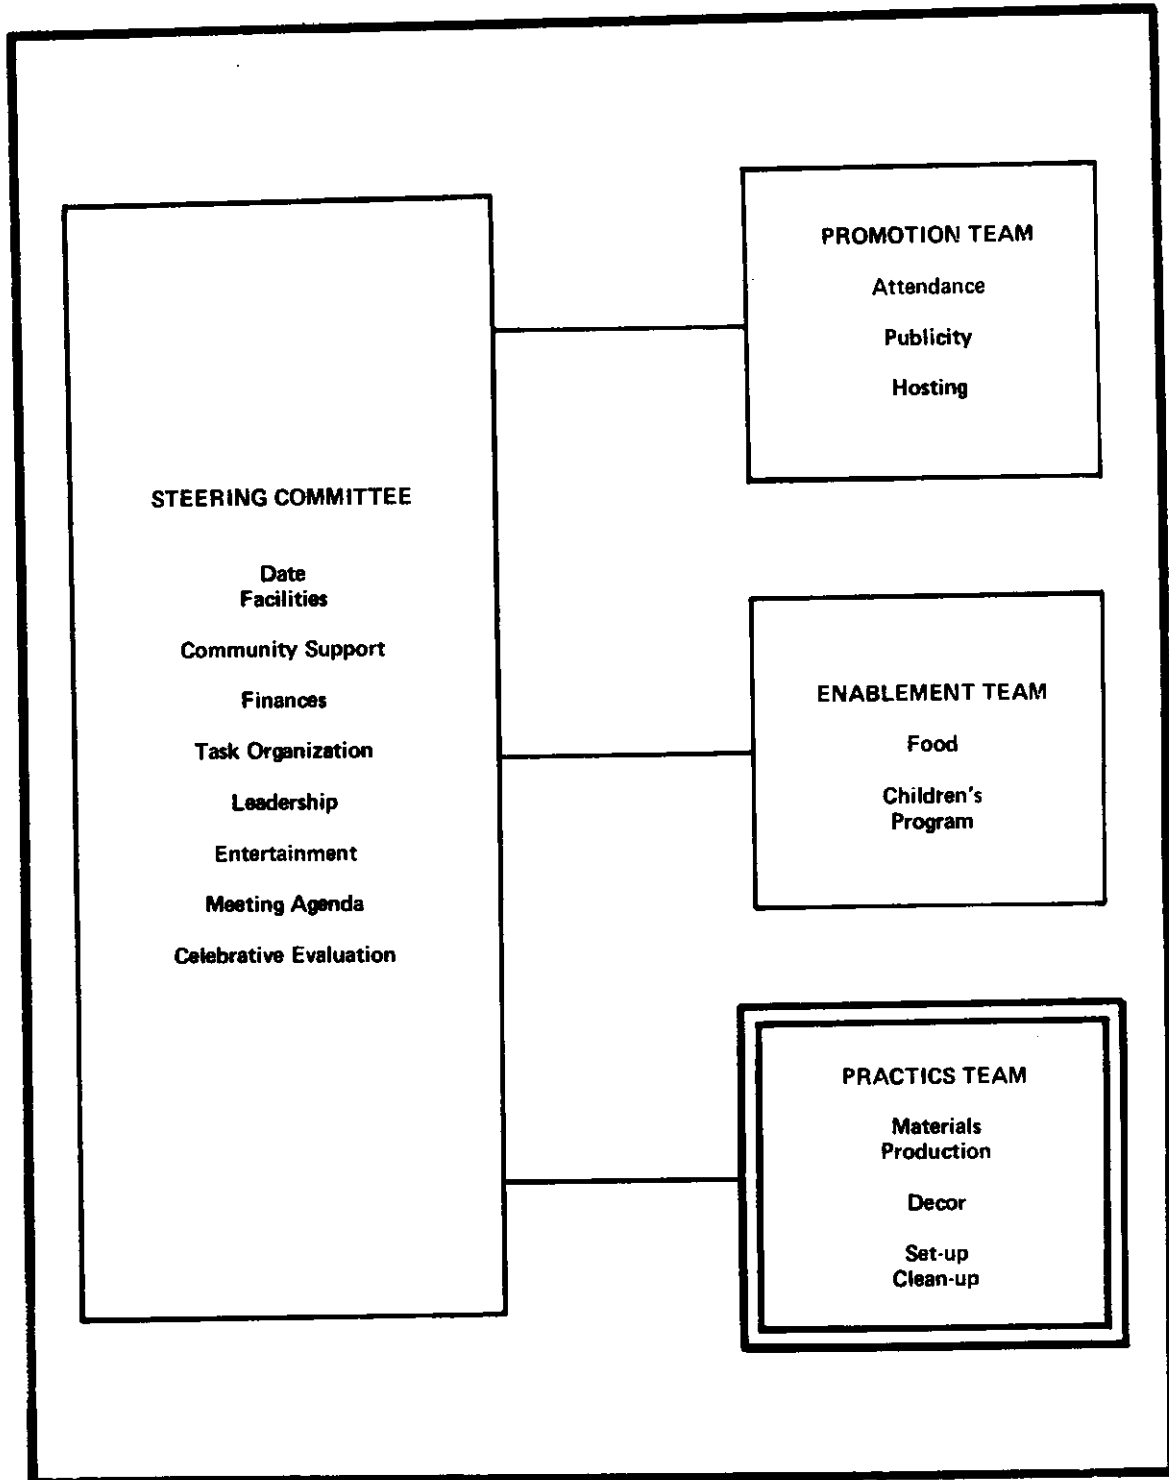 STEERING COMMITTEE
Date
Facilities
Community Support
Finances
Task Organization
Leadership
Entertainment
Meeting Agenda
Celebrative Evaluation
PROMOTION TEAM
Attendance
Publicity
Hosting
ENABLEMENT TEAM
Food
Children's
Program
PRACTICS TEAM
Materials
Production
Decor
Set-up
Clean-up